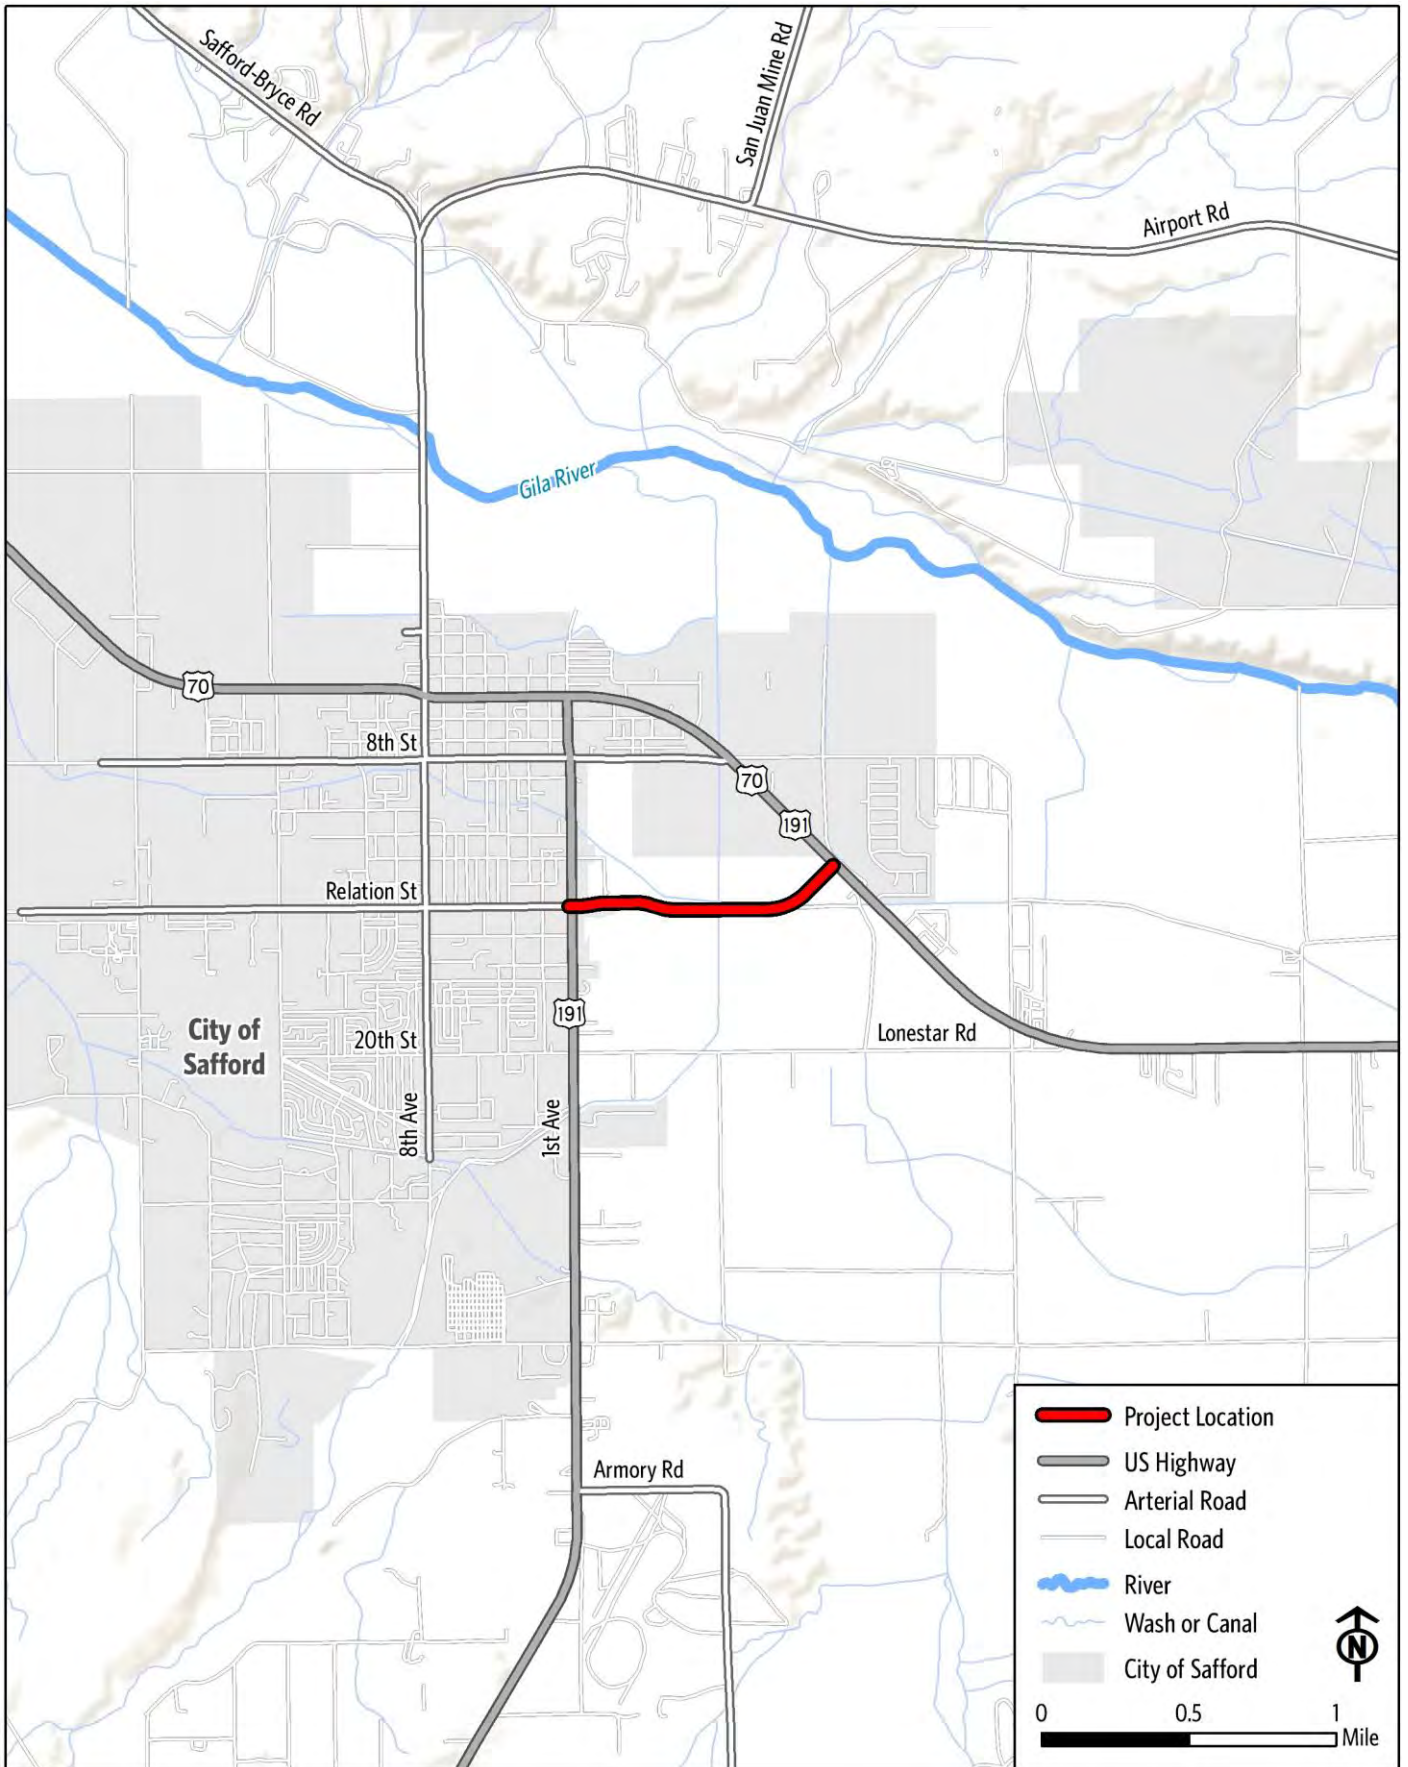 Safford-Bryce Rd
San Juan Mine Rd
Airport Rd
Gila River
70
8th St
70
191
Relation St
191
City of
Safford
20th St
Lonestar Rd
8th Ave
1st Ave
Armory Rd
Project Location
US Highway
Arterial Road
Local Road
River
Wash or Canal
City of Safford
N
0 0.5 1
Mile